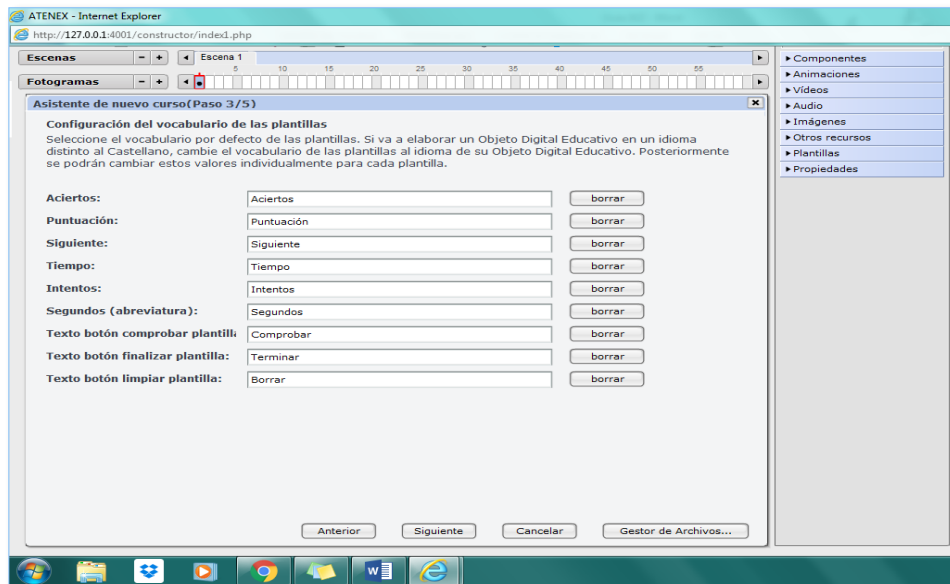 ATENEX - Internet Explorer
http://127.0.0.1:4001/constructor/index1.php
Escenas - + Escena 1
5 10 15 20 25 30 35 40 45 50 55
Fotogramas - +
Componentes
Animaciones
Vídeos
Audio
Imágenes
Otros recursos
Plantillas
Propiedades
Asistente de nuevo curso(Paso 3/5)
Configuración del vocabulario de las plantillas
Seleccione el vocabulario por defecto de las plantillas. Si va a elaborar un Objeto Digital Educativo en un idioma
distinto al Castellano, cambie el vocabulario de las plantillas al idioma de su Objeto Digital Educativo. Posteriormente
se podrán cambiar estos valores individualmente para cada plantilla.
Aciertos: Aciertos borrar
Puntuación: Puntuación borrar
Siguiente: Siguiente borrar
Tiempo: Tiempo borrar
Intentos: Intentos borrar
Segundos (abreviatura): Segundos borrar
Texto botón comprobar plantilla Comprobar borrar
Texto botón finalizar plantilla: Terminar borrar
Texto botón limpiar plantilla: Borrar borrar
Anterior Siguiente Cancelar Gestor de Archivos...